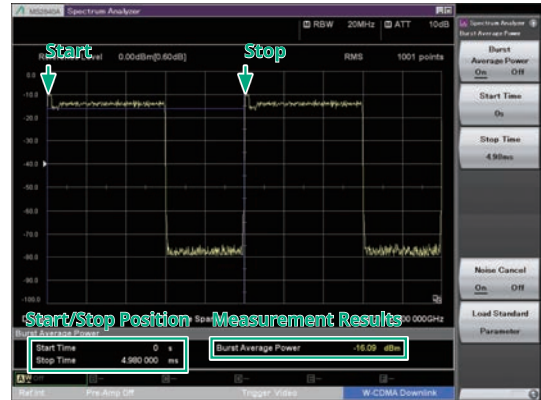 MS2840A Spectrum Analyzer
RBW 20MHz ATT 10dB
Start
Stop
Level 0.00dBm[0.60dB]
RMS 1001 points
0.0
-10.0
-20.0
-30.0
-40.0
-50.0
-60.0
-70.0
-80.0
-90.0
-100.0
Start/Stop Position
Measurement Results
Burst Average Power
Start Time 0 s
Stop Time 4.980 000 ms
Burst Average Power -16.09 dBm
Ref.Int Pre-Amp Off Trigger Video W-CDMA Downlink
Spectrum Analyzer
Burst Average Power
Burst
Average Power
On Off
Start Time
0s
Stop Time
4.98ms
Noise Cancel
On Off
Load Standard
Parameter